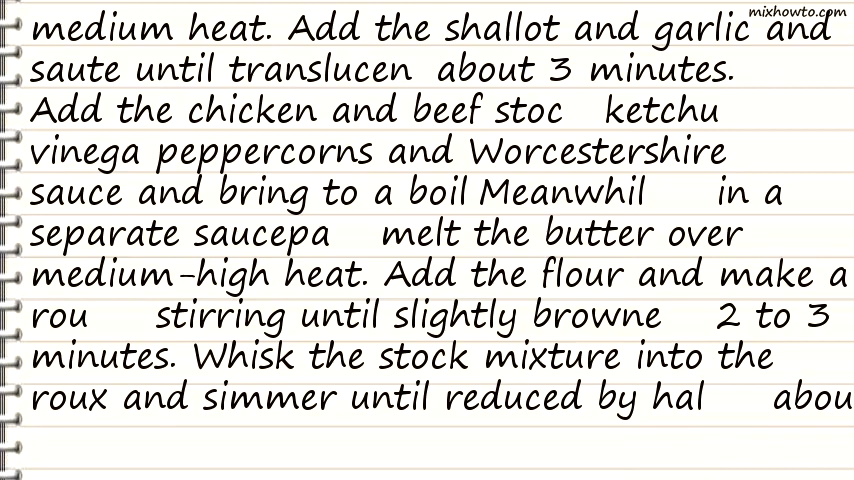 mixhowto.com
medium heat. Add the shallot and garlic and
saute until translucen about 3 minutes.
Add the chicken and beef stoc ketchu
vinega peppercorns and Worcestershire
sauce and bring to a boil Meanwhil in a
separate saucepa melt the butter over
medium-high heat. Add the flour and make a
rou stirring until slightly browne 2 to 3
minutes. Whisk the stock mixture into the
roux and simmer until reduced by hal abou